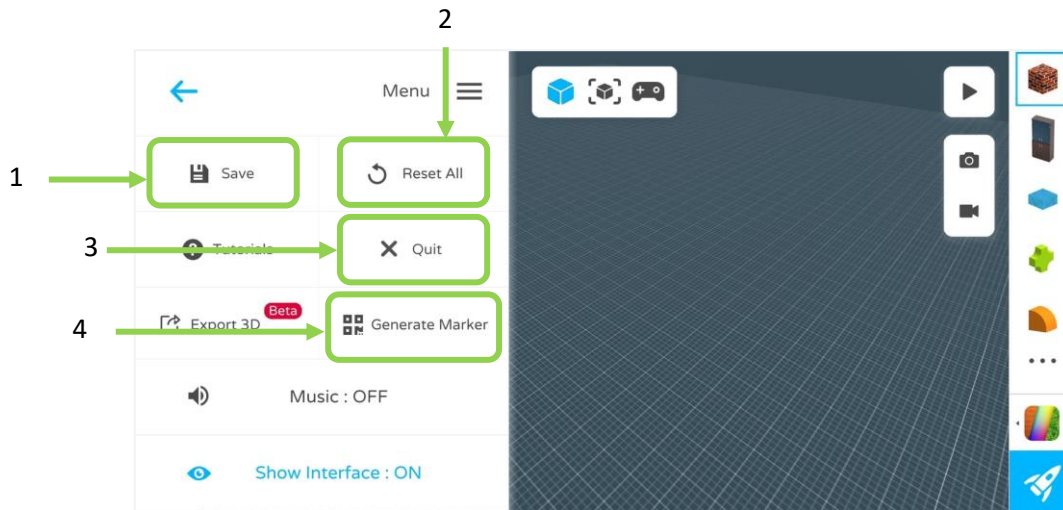 2
Menu
1
Save
Reset All
3
Tutorials
Quit
4
Export 3D
Beta
Generate Marker
Music : OFF
Show Interface : ON